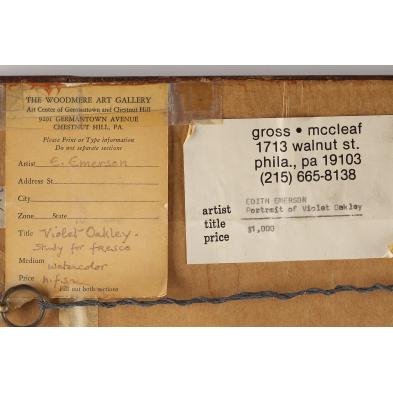 THE WOODMERE ART GALLERY
Art Center of Germantown and Chestnut Hill
9201 GERMANTOWN AVENUE
CHESTNUT HILL, PA.
Please Print or Type information
Do not separate sections
Artist E. Emerson
Address St.
City
Zone State
Title Violet Oakley -
Study for fresco
Medium watercolor
Price n.f.s.
Fill out both sections
gross • mccleaf
1713 walnut st.
phila., pa 19103
(215) 665-8138
artist EDITH EMERSON
title Portrait of Violet Oakley
price $1,000